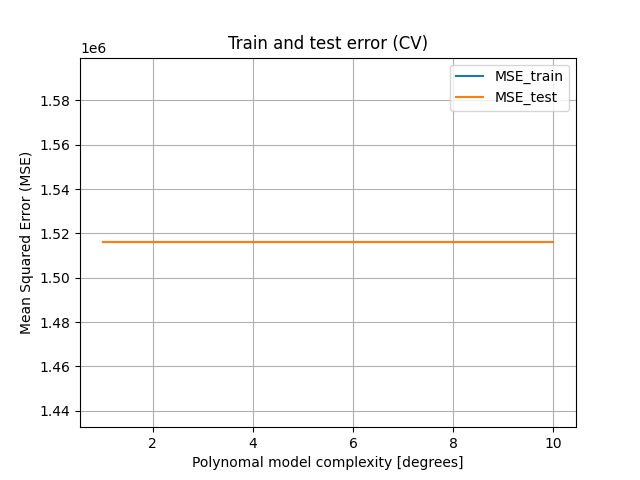 Train and test error (CV)
1e6
MSE_train
MSE_test
1.58
1.56
1.54
1.52
1.50
1.48
1.46
1.44
Mean Squared Error (MSE)
2 4 6 8 10
Polynomal model complexity [degrees]